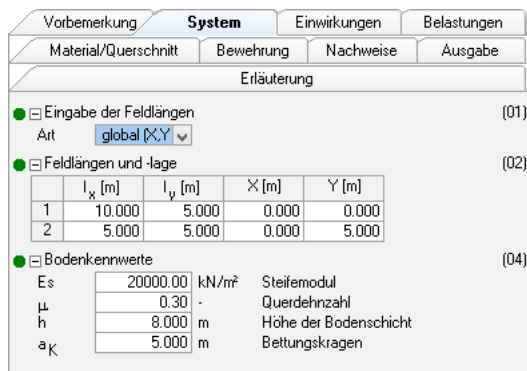 Vorbemerkung System Einwirkungen Belastungen
Material/Querschnitt Bewehrung Nachweise Ausgabe
Erläuterung
Eingabe der Feldlängen (01)
Art global (X,Y
Feldlängen und -lage (02)
l x [m] l y [m] X [m] Y [m]
1 10.000 5.000 0.000 0.000
2 5.000 5.000 0.000 5.000
Bodenkennwerte (04)
Es 20000.00 kN/m² Steifemodul
μ 0.30 - Querdehnzahl
h 8.000 m Höhe der Bodenschicht
a K 5.000 m Bettungskragen